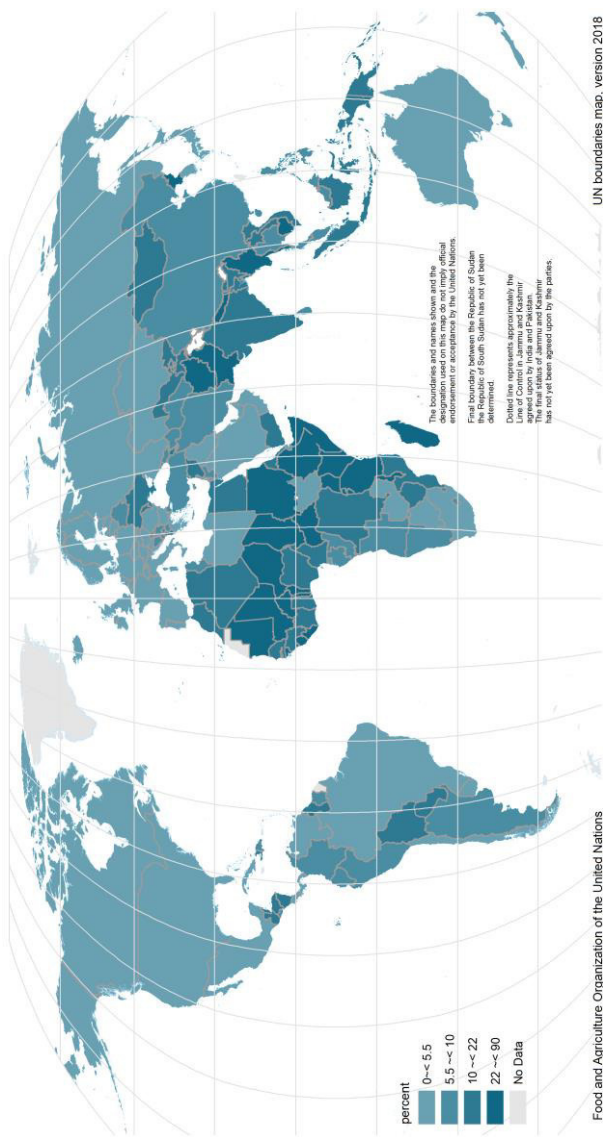 The boundaries and names shown and the
designation used on this map do not imply official
endorsement or acceptance by the United Nations.
Final boundary between the Republic of Sudan
the Republic of South Sudan has not yet been
determined.
Dotted line represents approximately the
Line of Control in Jammu and Kashmir
agreed upon by India and Pakistan.
The final status of Jammu and Kashmir
has not yet been agreed upon by the parties.
percent
0~< 5.5
5.5 ~< 10
10 ~< 22
22 ~< 90
No Data
Food and Agriculture Organization of the United Nations
UN boundaries map, version 2018